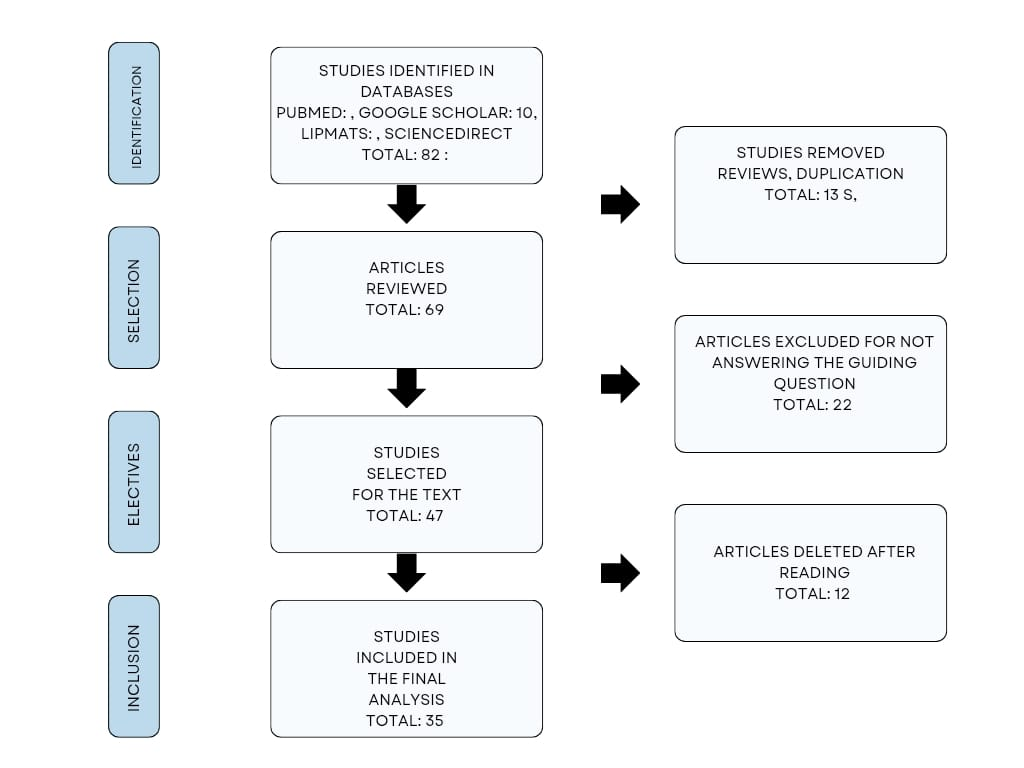 IDENTIFICATION
STUDIES IDENTIFIED IN
DATABASES
PUBMED: , GOOGLE SCHOLAR: 10,
LIPMATS: , SCIENCEDIRECT
TOTAL: 82 :
STUDIES REMOVED
REVIEWS, DUPLICATION
TOTAL: 13 S,
SELECTION
ARTICLES
REVIEWED
TOTAL: 69
ARTICLES EXCLUDED FOR NOT
ANSWERING THE GUIDING
QUESTION
TOTAL: 22
ELECTIVES
STUDIES
SELECTED
FOR THE TEXT
TOTAL: 47
ARTICLES DELETED AFTER
READING
TOTAL: 12
INCLUSION
STUDIES
INCLUDED IN
THE FINAL
ANALYSIS
TOTAL: 35